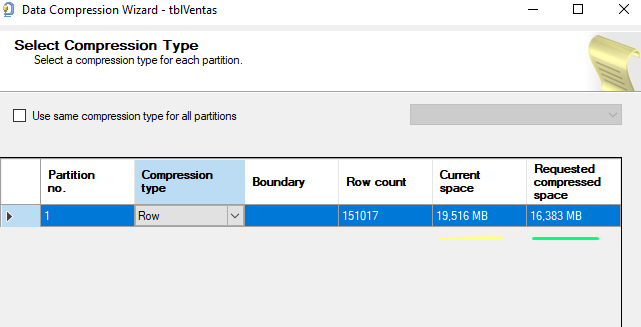 Data Compression Wizard - tblVentas
Select Compression Type
Select a compression type for each partition.
Use same compression type for all partitions
Partition no. Compression type Boundary Row count Current space Requested compressed space
1 Row 151017 19,516 MB 16,383 MB